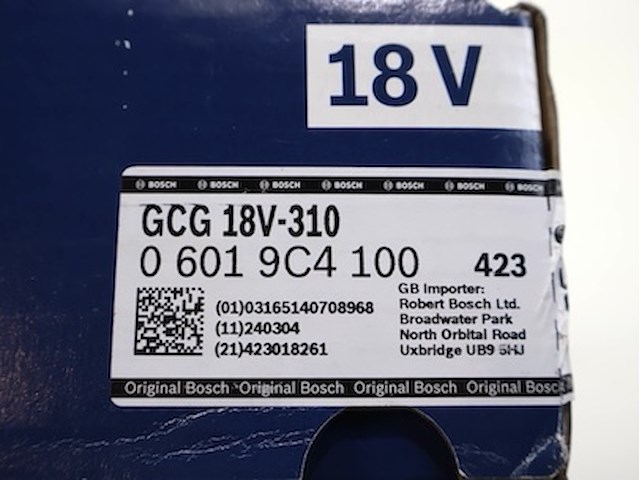 18 V
BOSCH BOSCH BOSCH BOSCH BOSCH BOSCH BOSCH
GCG 18V-310
0 601 9C4 100 423
(01)03165140708968
(11)240304
(21)423018261
GB Importer:
Robert Bosch Ltd.
Broadwater Park
North Orbital Road
Uxbridge UB9 5HJ
Original Bosch Original Bosch Original Bosch Original Bosch